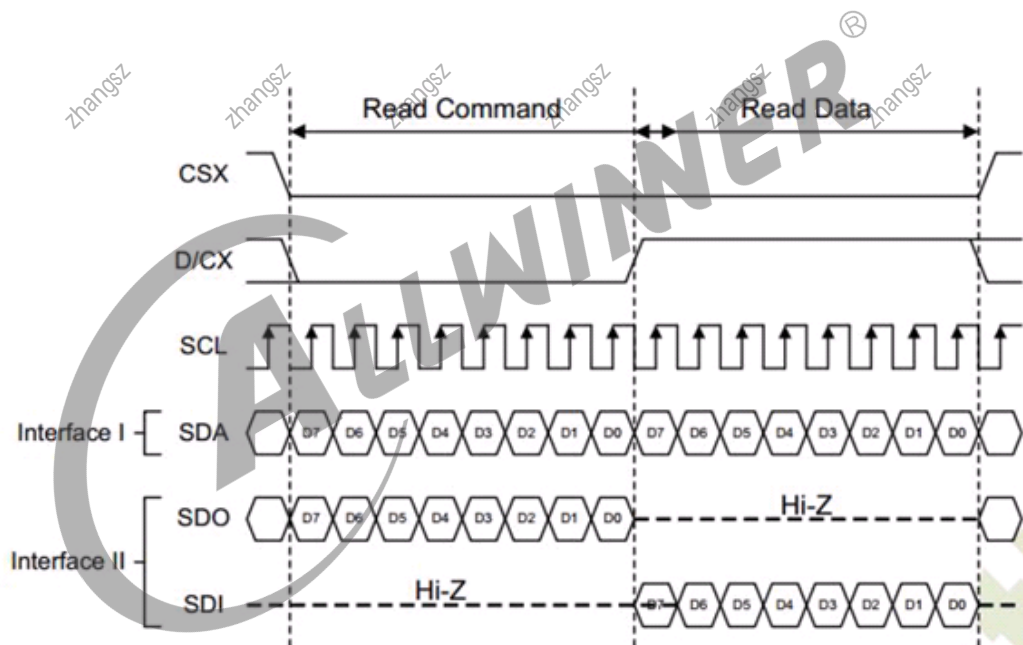 ®
zhangsz zhangsz zhangsz zhangsz zhangsz zhangsz
Read Command Read Data
CSX
ALLWINNER
D/CX
SCL
Interface I SDA D7 D6 D5 D4 D3 D2 D1 D0 D7 D6 D5 D4 D3 D2 D1 D0
SDO D7 D6 D5 D4 D3 D2 D1 D0 Hi-Z
Interface II
SDI Hi-Z D7 D6 D5 D4 D3 D2 D1 D0